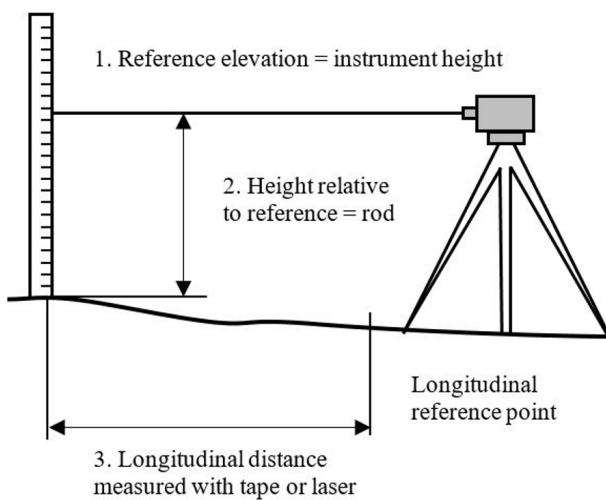 1. Reference elevation = instrument height
2. Height relative
to reference = rod
Longitudinal
reference point
3. Longitudinal distance
measured with tape or laser